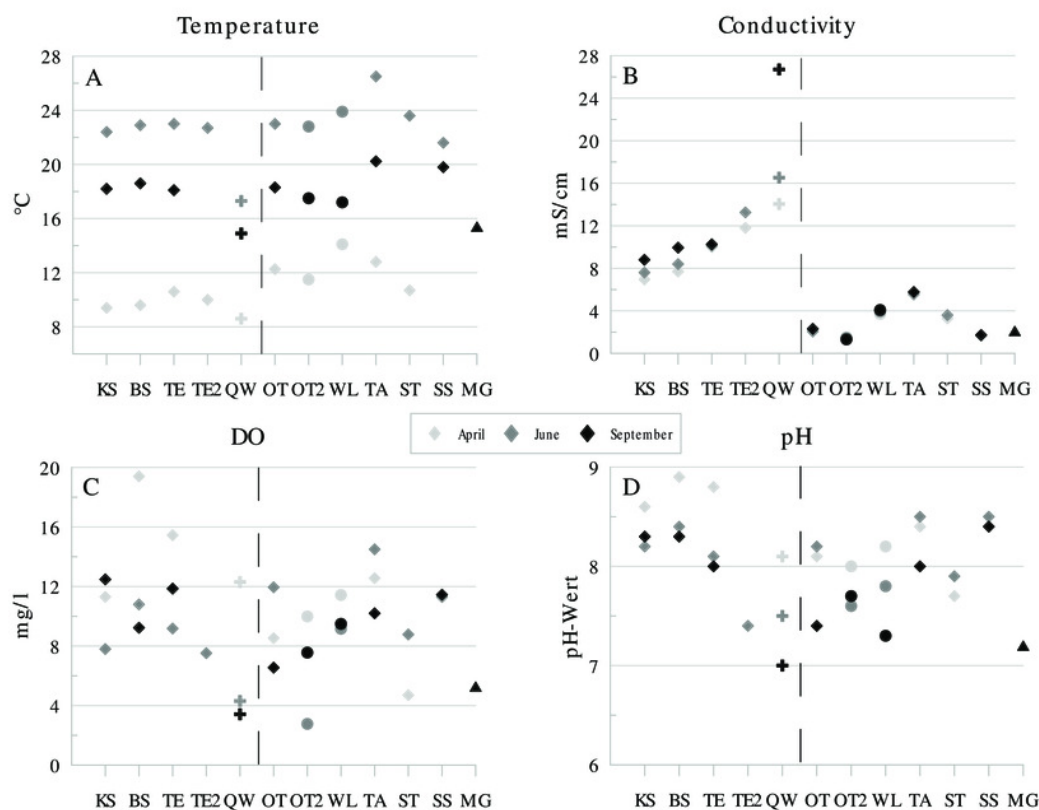 Temperature
A
28
24
20
16
12
8
°C
KS BS TE TE2 QW OT OT2 WL TA ST SS MG
Conductivity
B
28
24
20
16
12
8
4
0
mS/cm
KS BS TE TE2 QW OT OT2 WL TA ST SS MG
April June September
DO
C
20
16
12
8
4
0
mg/l
KS BS TE TE2 QW OT OT2 WL TA ST SS MG
pH
D
9
8
7
6
pH-Wert
KS BS TE TE2 QW OT OT2 WL TA ST SS MG